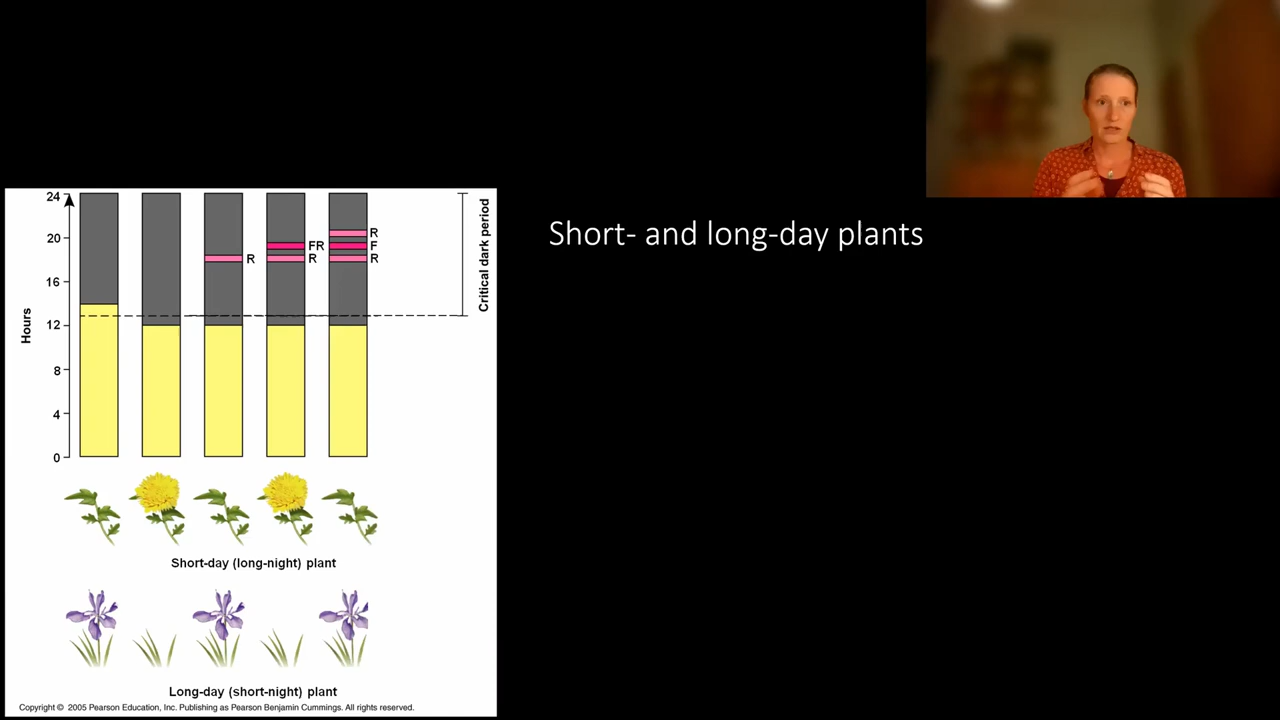 Short- and long-day plants
24
20
16
12
8
4
0
Hours
R
FR
R
R
F
R
Critical dark period
Short-day (long-night) plant
Long-day (short-night) plant
Copyright © 2005 Pearson Education, Inc. Publishing as Pearson Benjamin Cummings. All rights reserved.